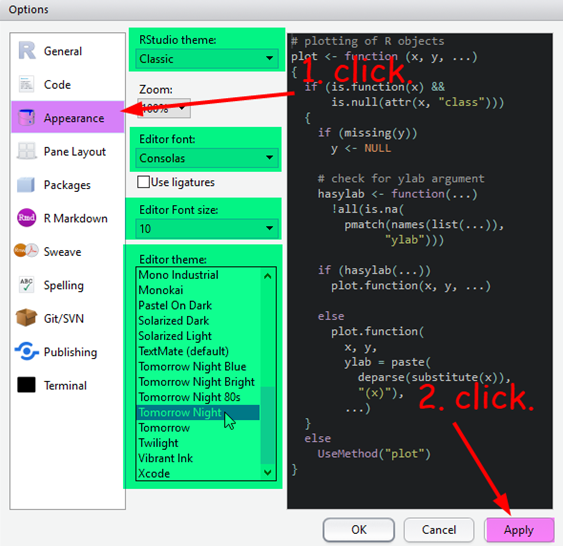 Options
General
Code
Appearance
Pane Layout
Packages
Rmd
R Markdown
Sweave
ABC
Spelling
Git/SVN
Publishing
Terminal
RStudio theme:
Classic
Zoom:
100%
Editor font:
Consolas
Use ligatures
Editor Font size:
10
Editor theme:
Mono Industrial
Monokai
Pastel On Dark
Solarized Dark
Solarized Light
TextMate (default)
Tomorrow Night Blue
Tomorrow Night Bright
Tomorrow Night 80s
Tomorrow Night
Tomorrow
Twilight
Vibrant Ink
Xcode
# plotting of R objects
plot <- function (x, y, ...)
{
if (is.function(x) &&
is.null(attr(x, "class")))
{
if (missing(y))
y <- NULL
# check for ylab argument
hasylab <- function(...)
!all(is.na(
pmatch(names(list(...)),
"ylab")))
if (hasylab(...))
plot.function(x, y, ...)
else
plot.function(
x, y,
ylab = paste(
deparse(substitute(x)),
"(x)"),
...)
}
else
UseMethod("plot")
}
1. click.
2. click.
OK
Cancel
Apply